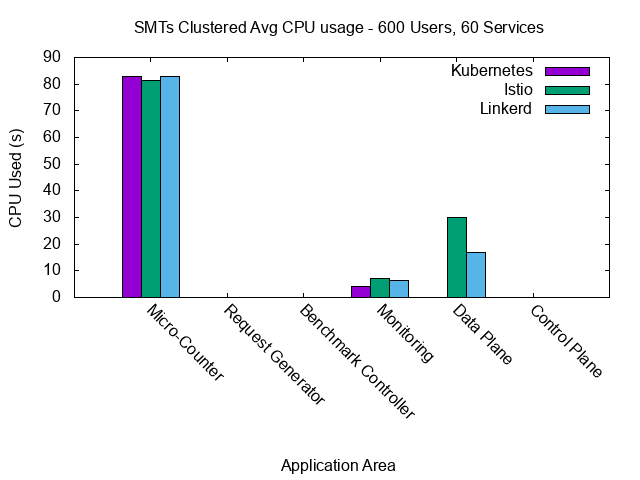 SMTs Clustered Avg CPU usage - 600 Users, 60 Services
Kubernetes
Istio
Linkerd
CPU Used (s)
90
80
70
60
50
40
30
20
10
0
Micro-Counter
Request Generator
Benchmark Controller
Monitoring
Data Plane
Control Plane
Application Area